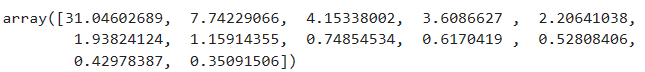 array([31.04602689, 7.74229066, 4.15338002, 3.6086627 , 2.20641038,
1.93824124, 1.15914355, 0.74854534, 0.6170419 , 0.52808406,
0.42978387, 0.35091506])